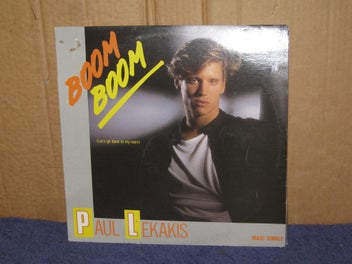 BOOM
BOOM
(Let's go back to my room)
PAUL LEKAKIS
MAXI SINGLE